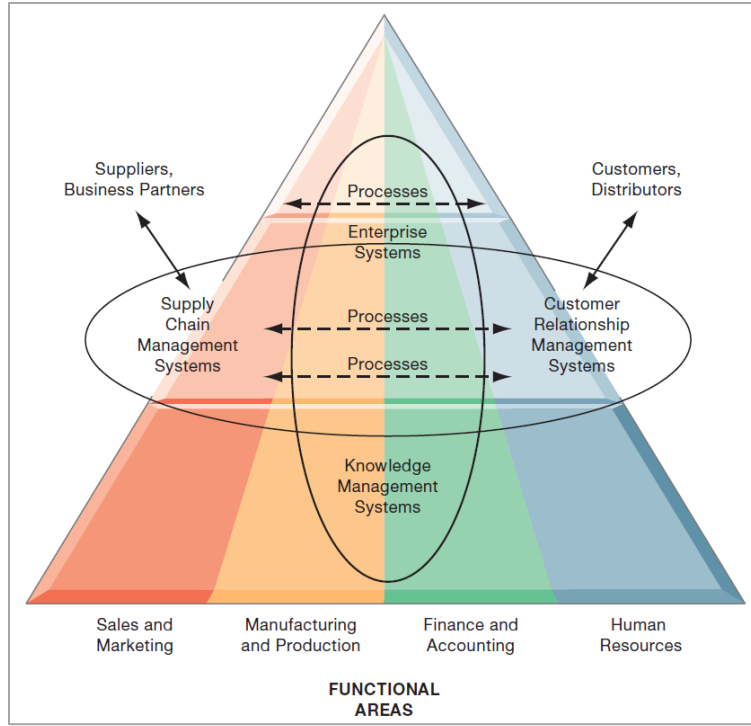 Suppliers,
Business Partners
Customers,
Distributors
Processes
Enterprise
Systems
Supply
Chain
Management
Systems
Processes
Processes
Customer
Relationship
Management
Systems
Knowledge
Management
Systems
Sales and
Marketing
Manufacturing
and Production
Finance and
Accounting
Human
Resources
FUNCTIONAL
AREAS